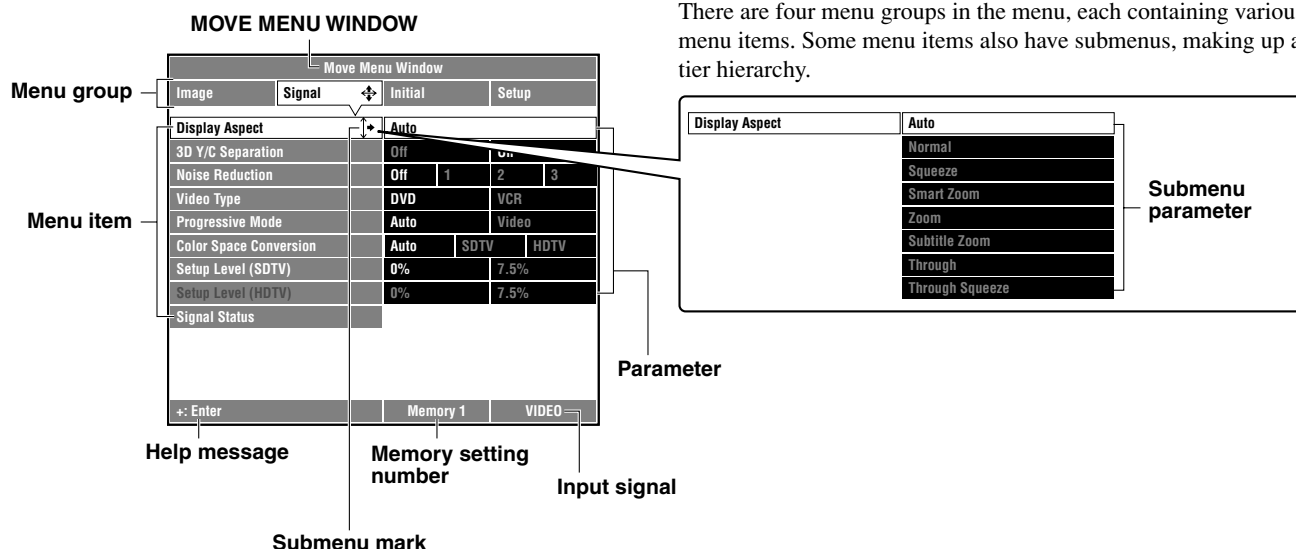 MOVE MENU WINDOW
There are four menu groups in the menu, each containing variou
menu items. Some menu items also have submenus, making up a
tier hierarchy.
Move Menu Window
Menu group
Image Signal Initial Setup
Display Aspect Auto
3D Y/C Separation Off On
Noise Reduction Off 1 2 3
Video Type DVD VCR
Menu item
Progressive Mode Auto Video
Color Space Conversion Auto SDTV HDTV
Setup Level (SDTV) 0% 7.5%
Setup Level (HDTV) 0% 7.5%
Signal Status
Display Aspect Auto
Normal
Squeeze
Smart Zoom
Zoom
Subtitle Zoom
Through
Through Squeeze
Submenu
parameter
Parameter
+: Enter Memory 1 VIDEO
Help message
Memory setting
number
Input signal
Submenu mark